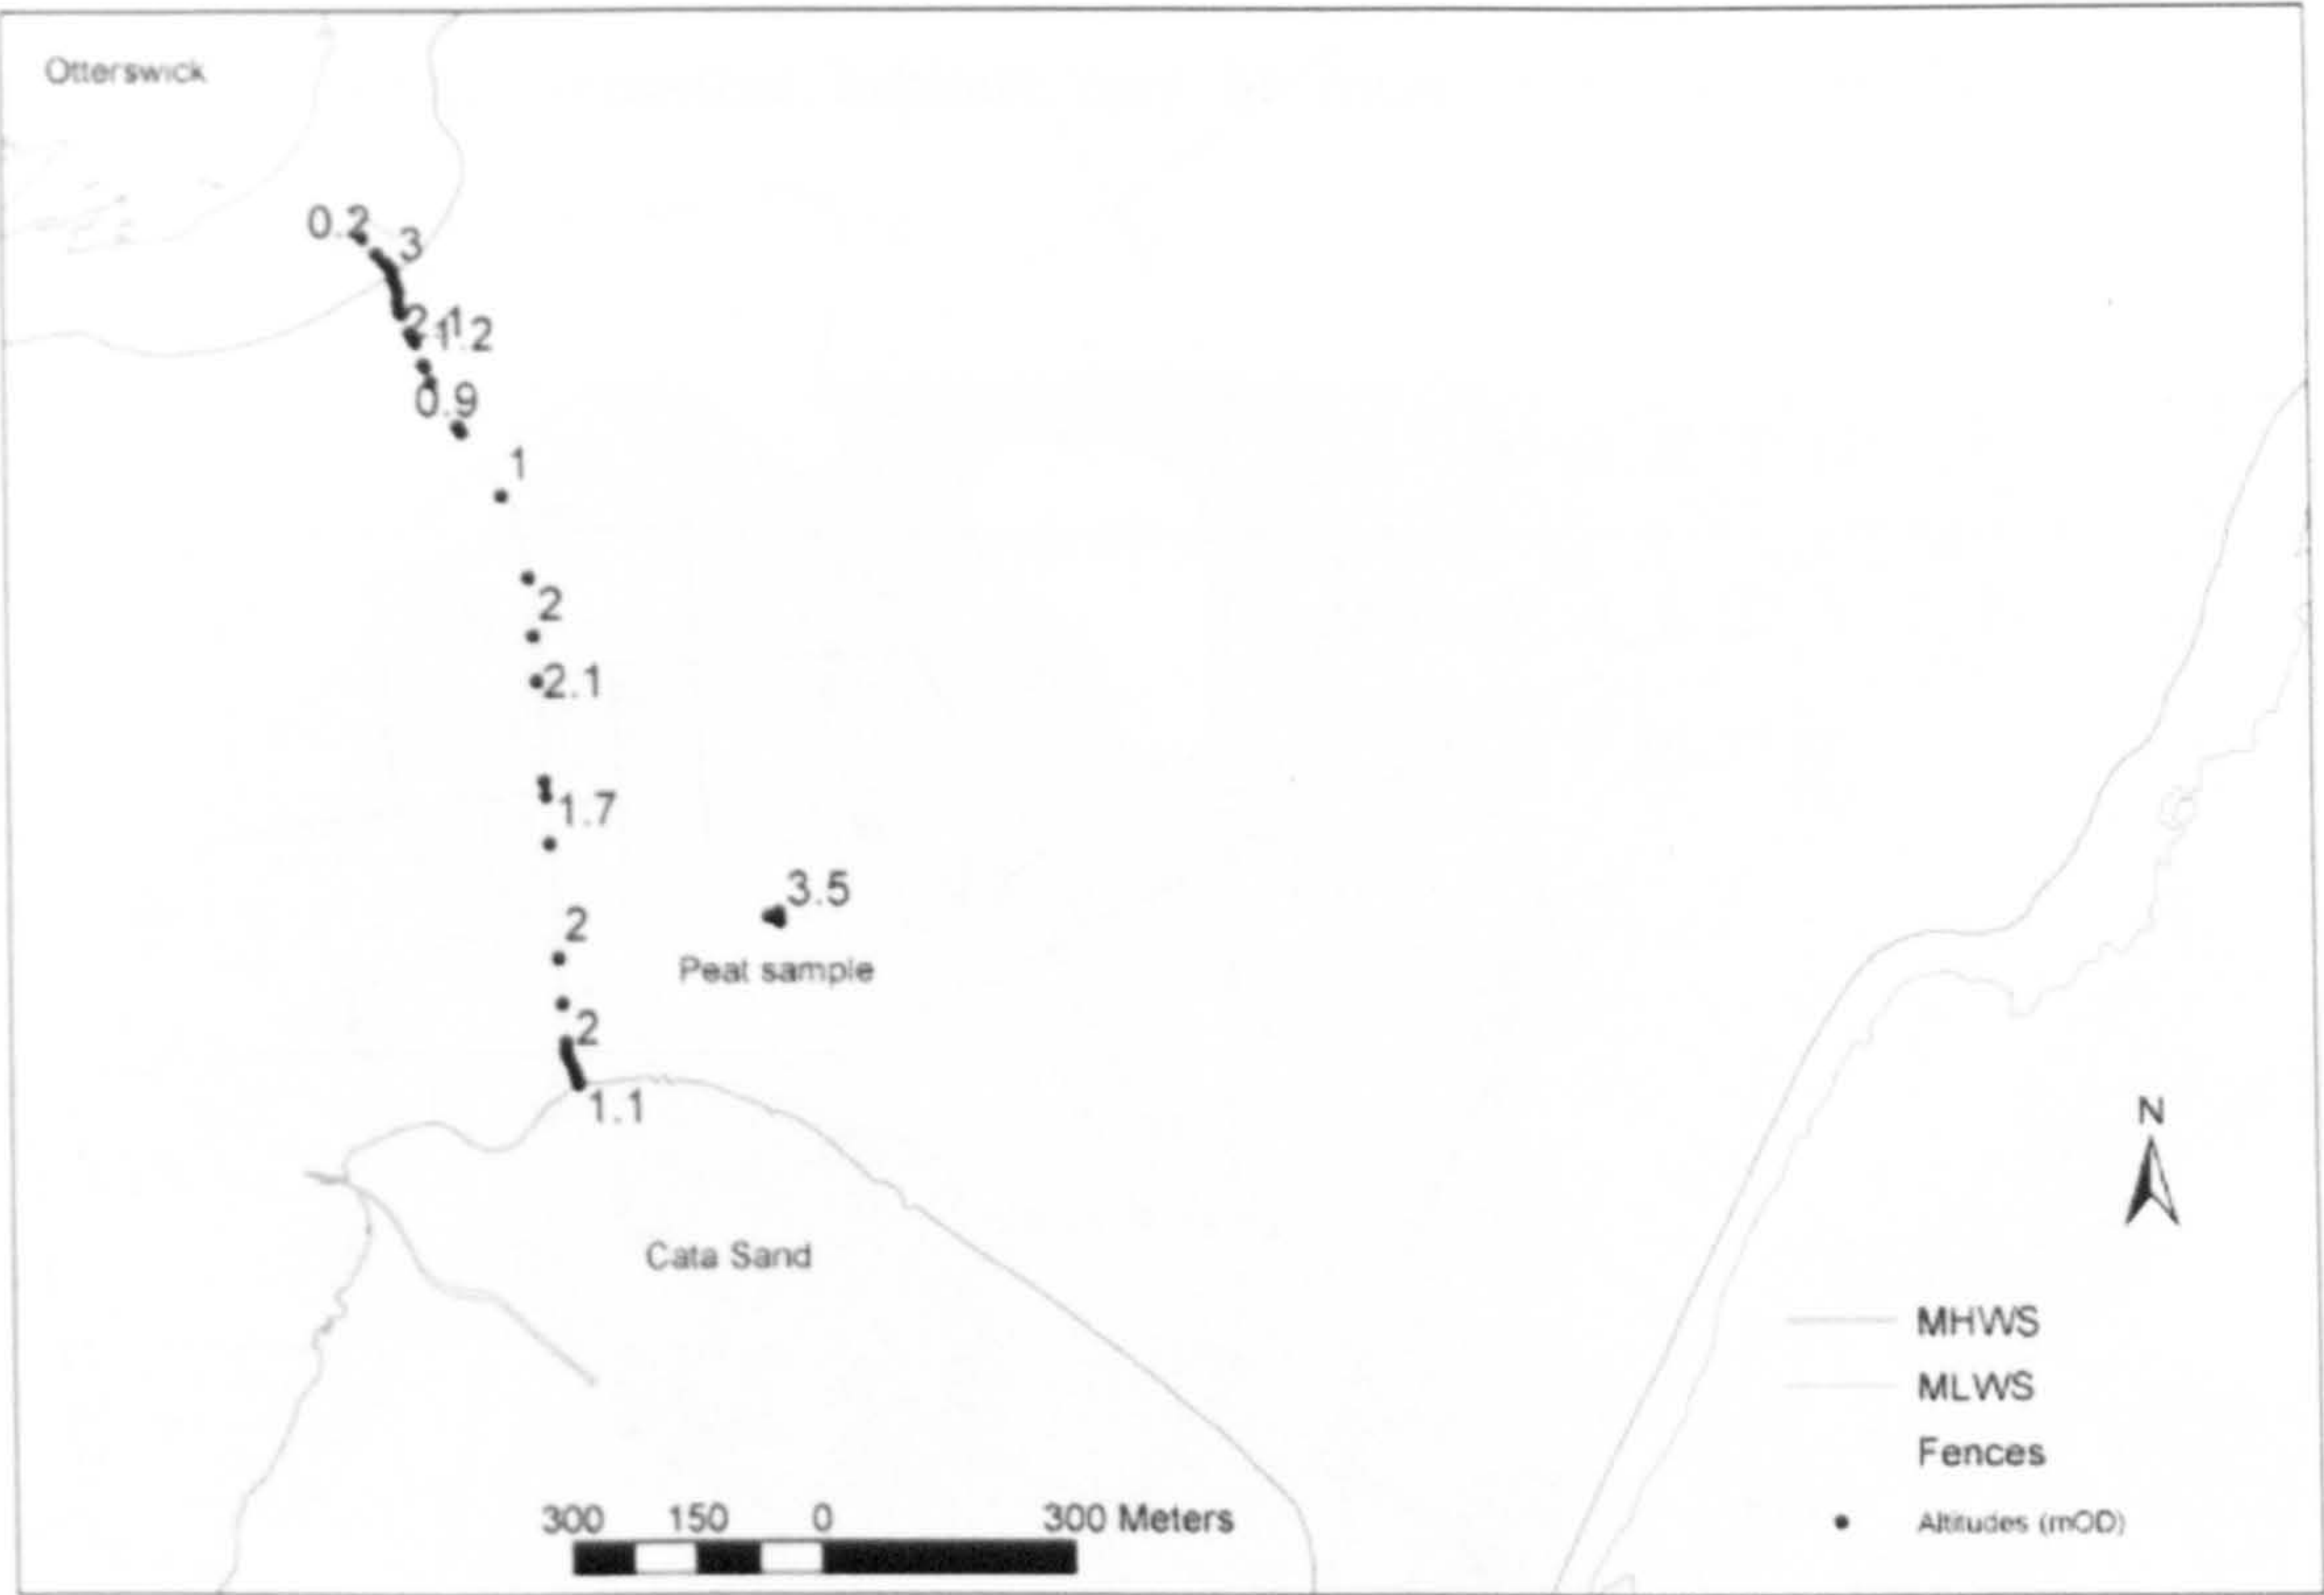 Otterswick
0.2
3
2.1
1.2
0.9
1
2
2.1
1.7
3.5
2
Peat sample
2
1.1
N
Cata Sand
MHWS
MLWS
Fences
300 150 0 300 Meters
Altitudes (mOD)